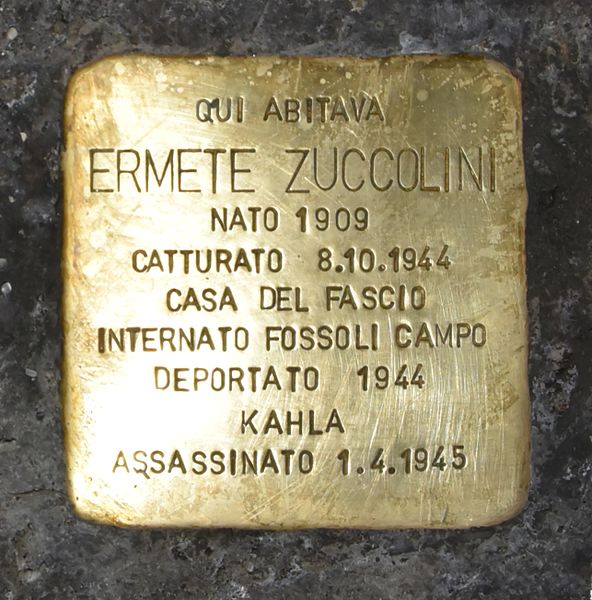 QUI ABITAVA
ERMETE ZUCCOLINI
NATO 1909
CATTURATO 8.10.1944
CASA DEL FASCIO
INTERNATO FOSSOLI CAMPO
DEPORTATO 1944
KAHLA
ASSASSINATO 1.4.1945